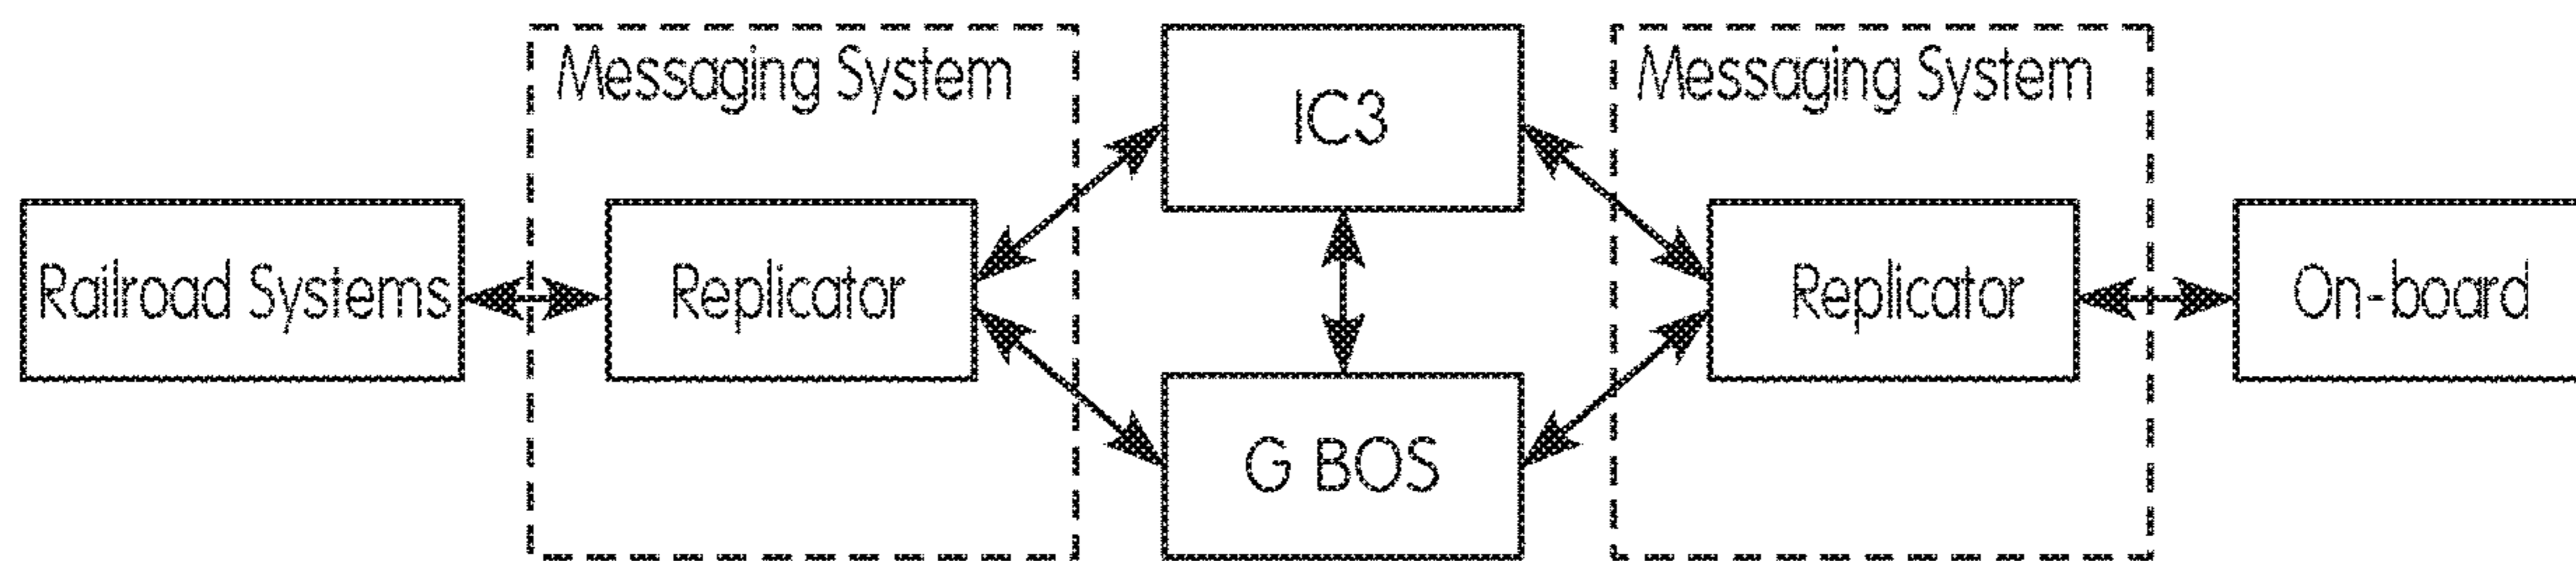 Messaging System
IC3
Messaging System
Railroad Systems
Replicator
Replicator
On-board
G BOS